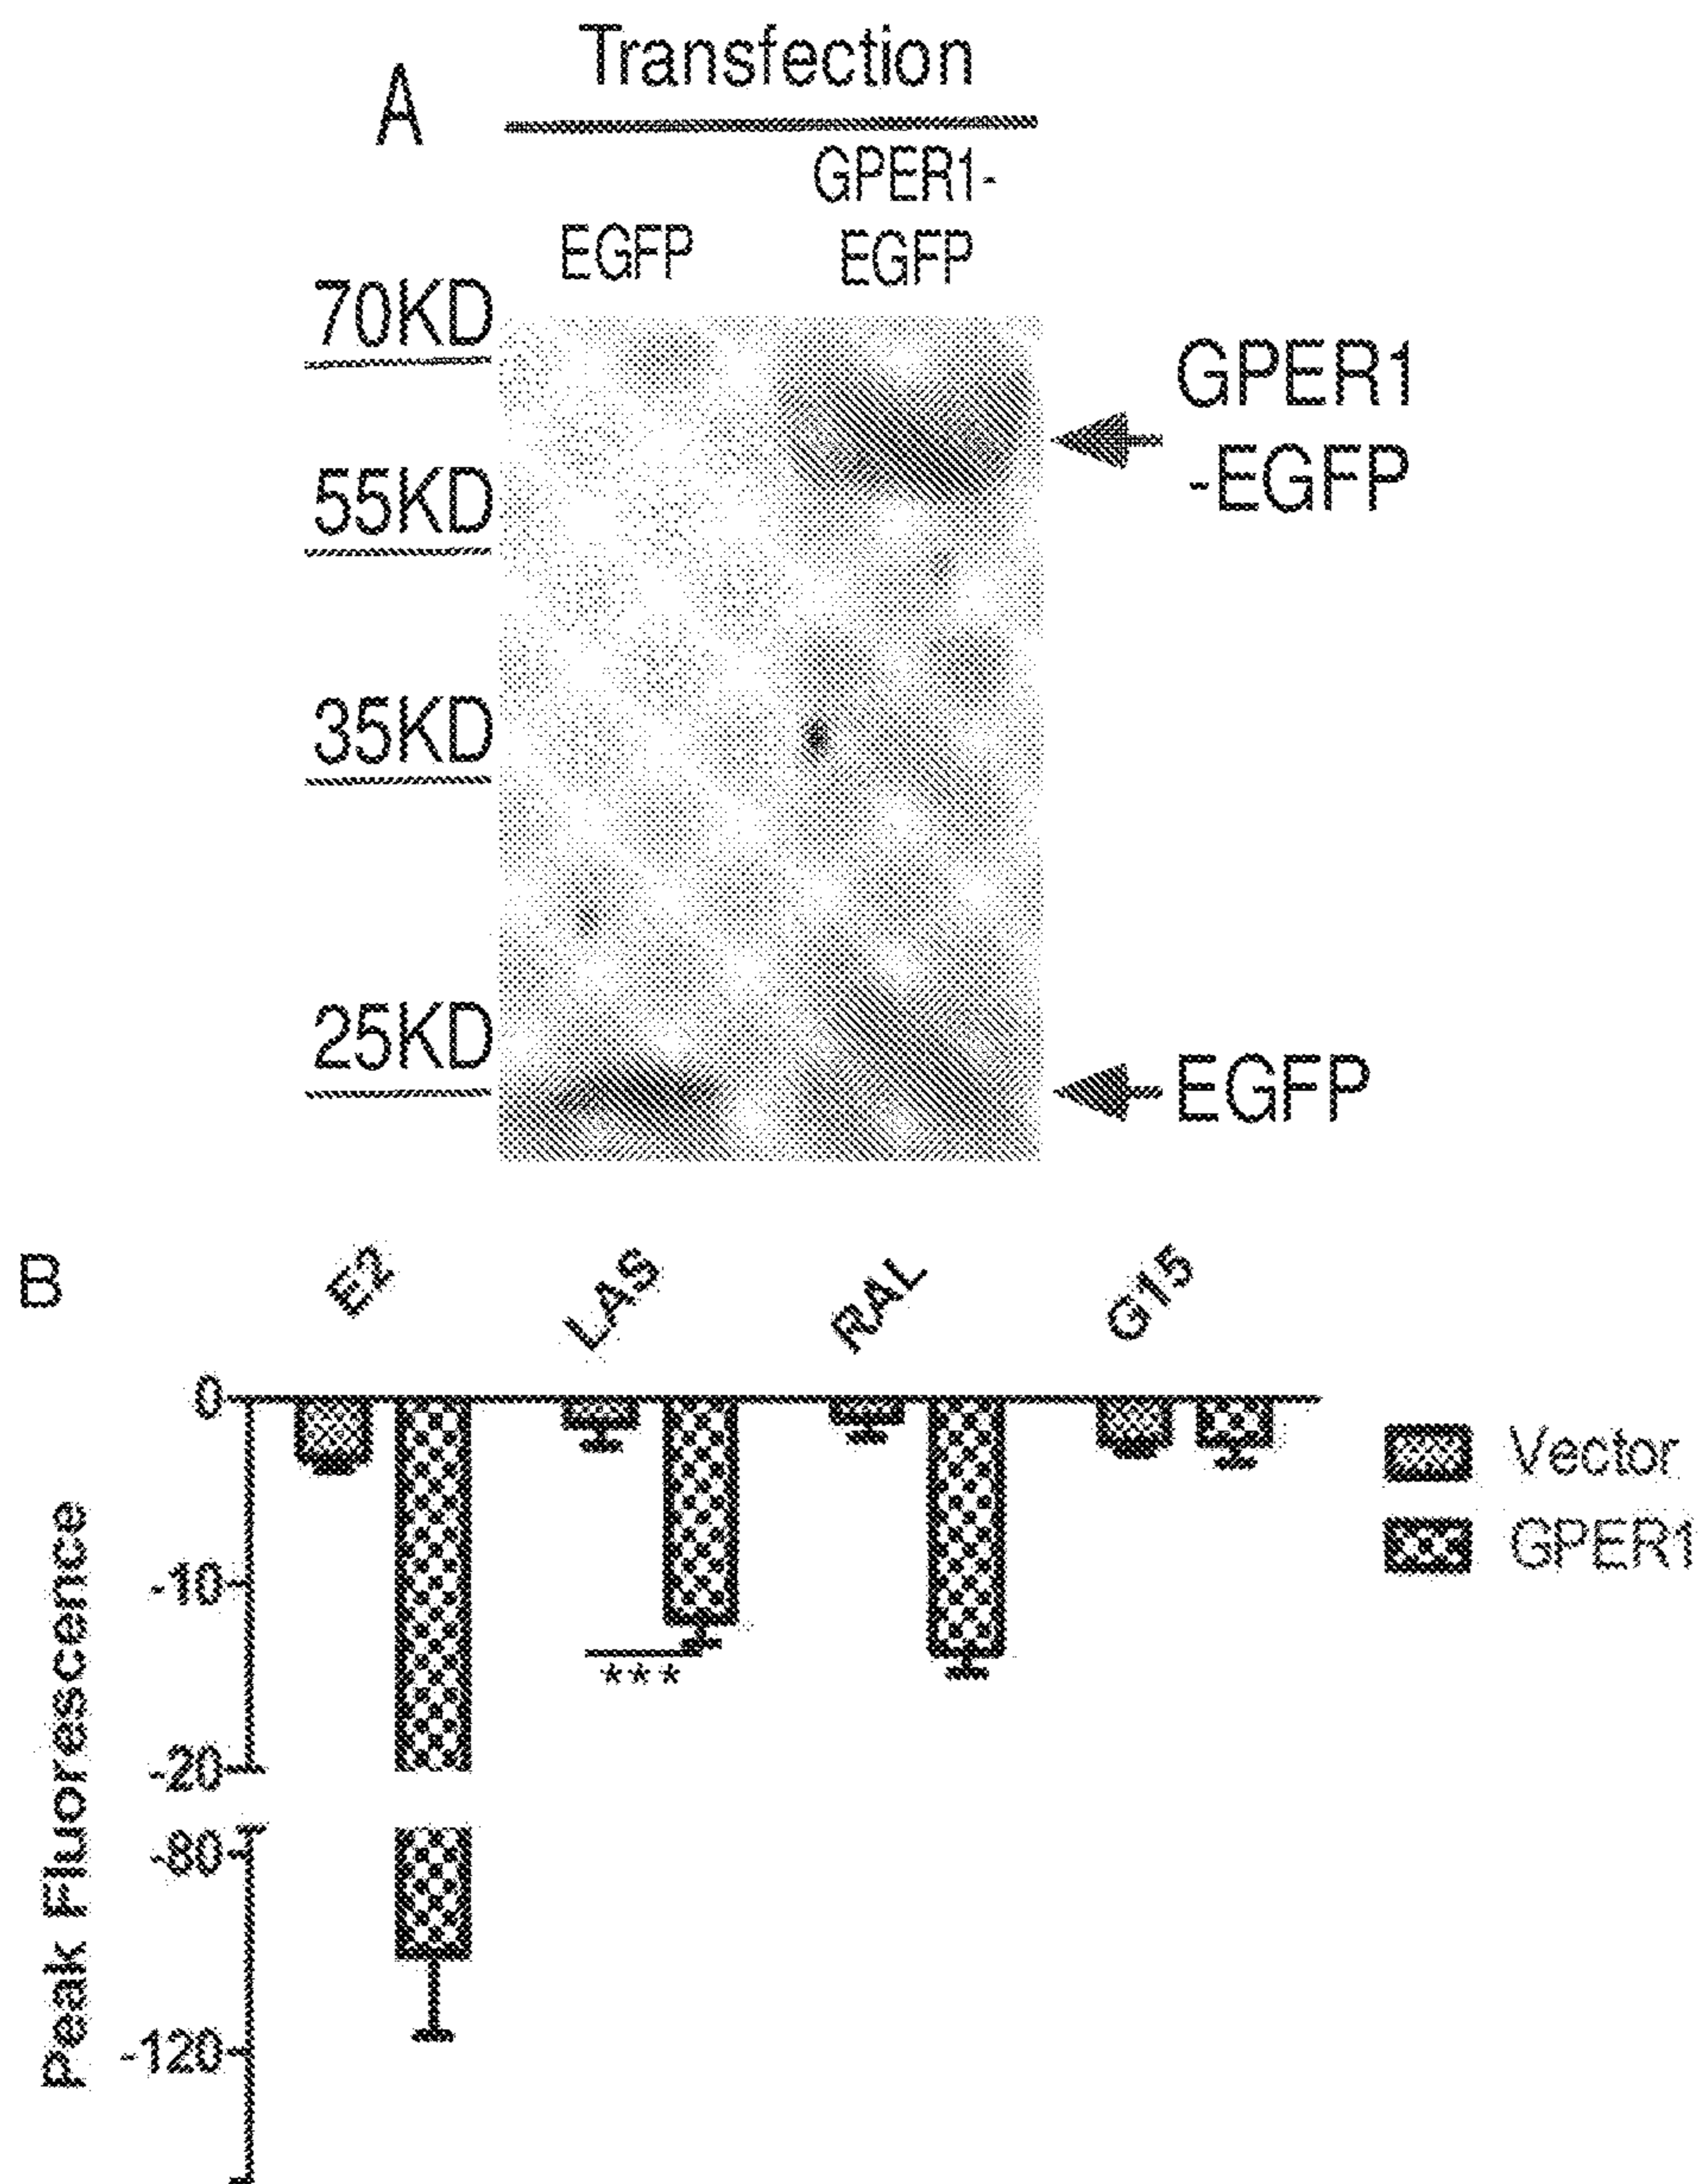 A
Transfection
EGFP
GPER1-
EGFP
70KD
55KD
35KD
25KD
GPER1
-EGFP
EGFP
B
E2
LAS
RAL
G15
0
-10
-20
-80
-120
Peak Fluorescence
***
Vector
GPER1